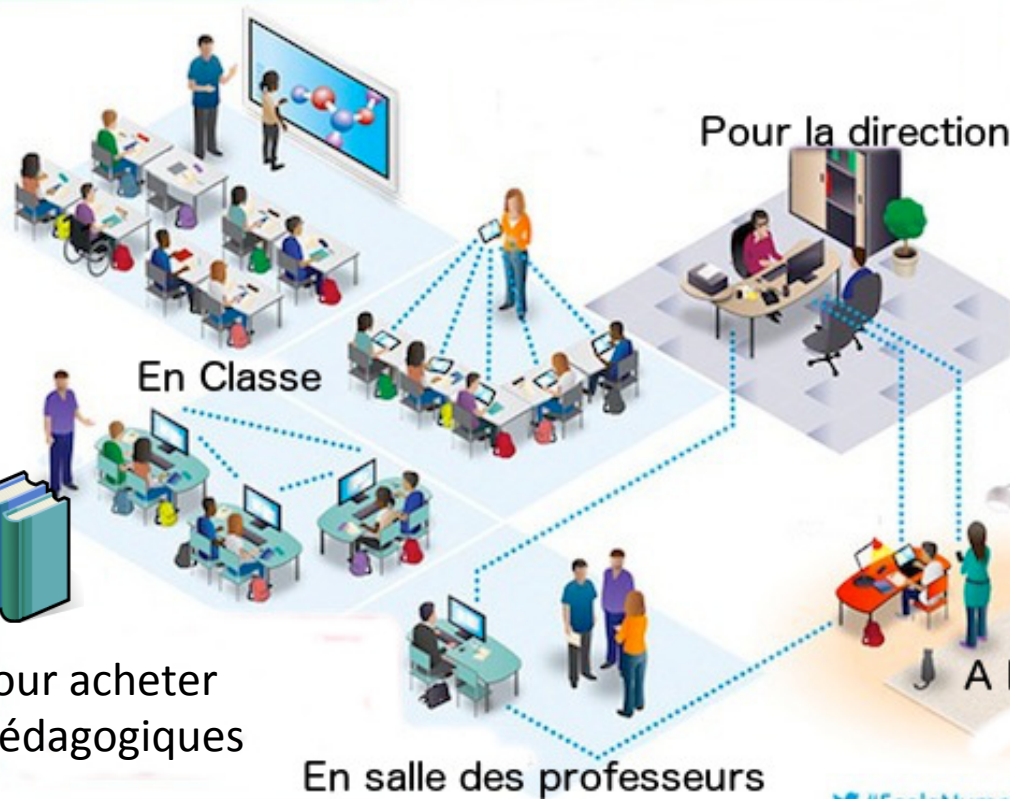 Pour la direction
En Classe
our acheter
édagogiques
A
En salle des professeurs